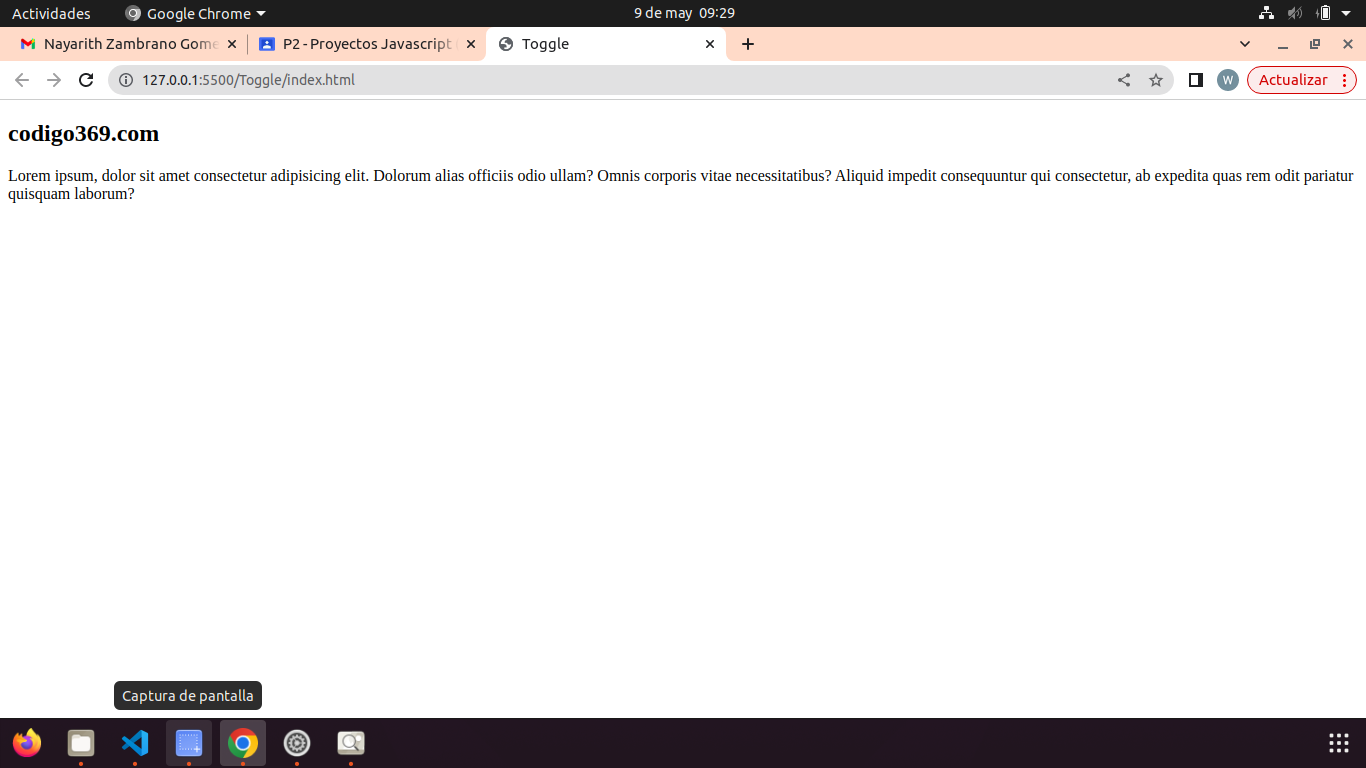 Actividades Google Chrome 9 de may 09:29
Nayarith Zambrano Gome P2 - Proyectos Javascript Toggle
127.0.0.1:5500/Toggle/index.html W Actualizar
codigo369.com
Lorem ipsum, dolor sit amet consectetur adipisicing elit. Dolorum alias officiis odio ullam? Omnis corporis vitae necessitatibus? Aliquid impedit consequuntur qui consectetur, ab expedita quas rem odit pariatur
quisquam laborum?
Captura de pantalla